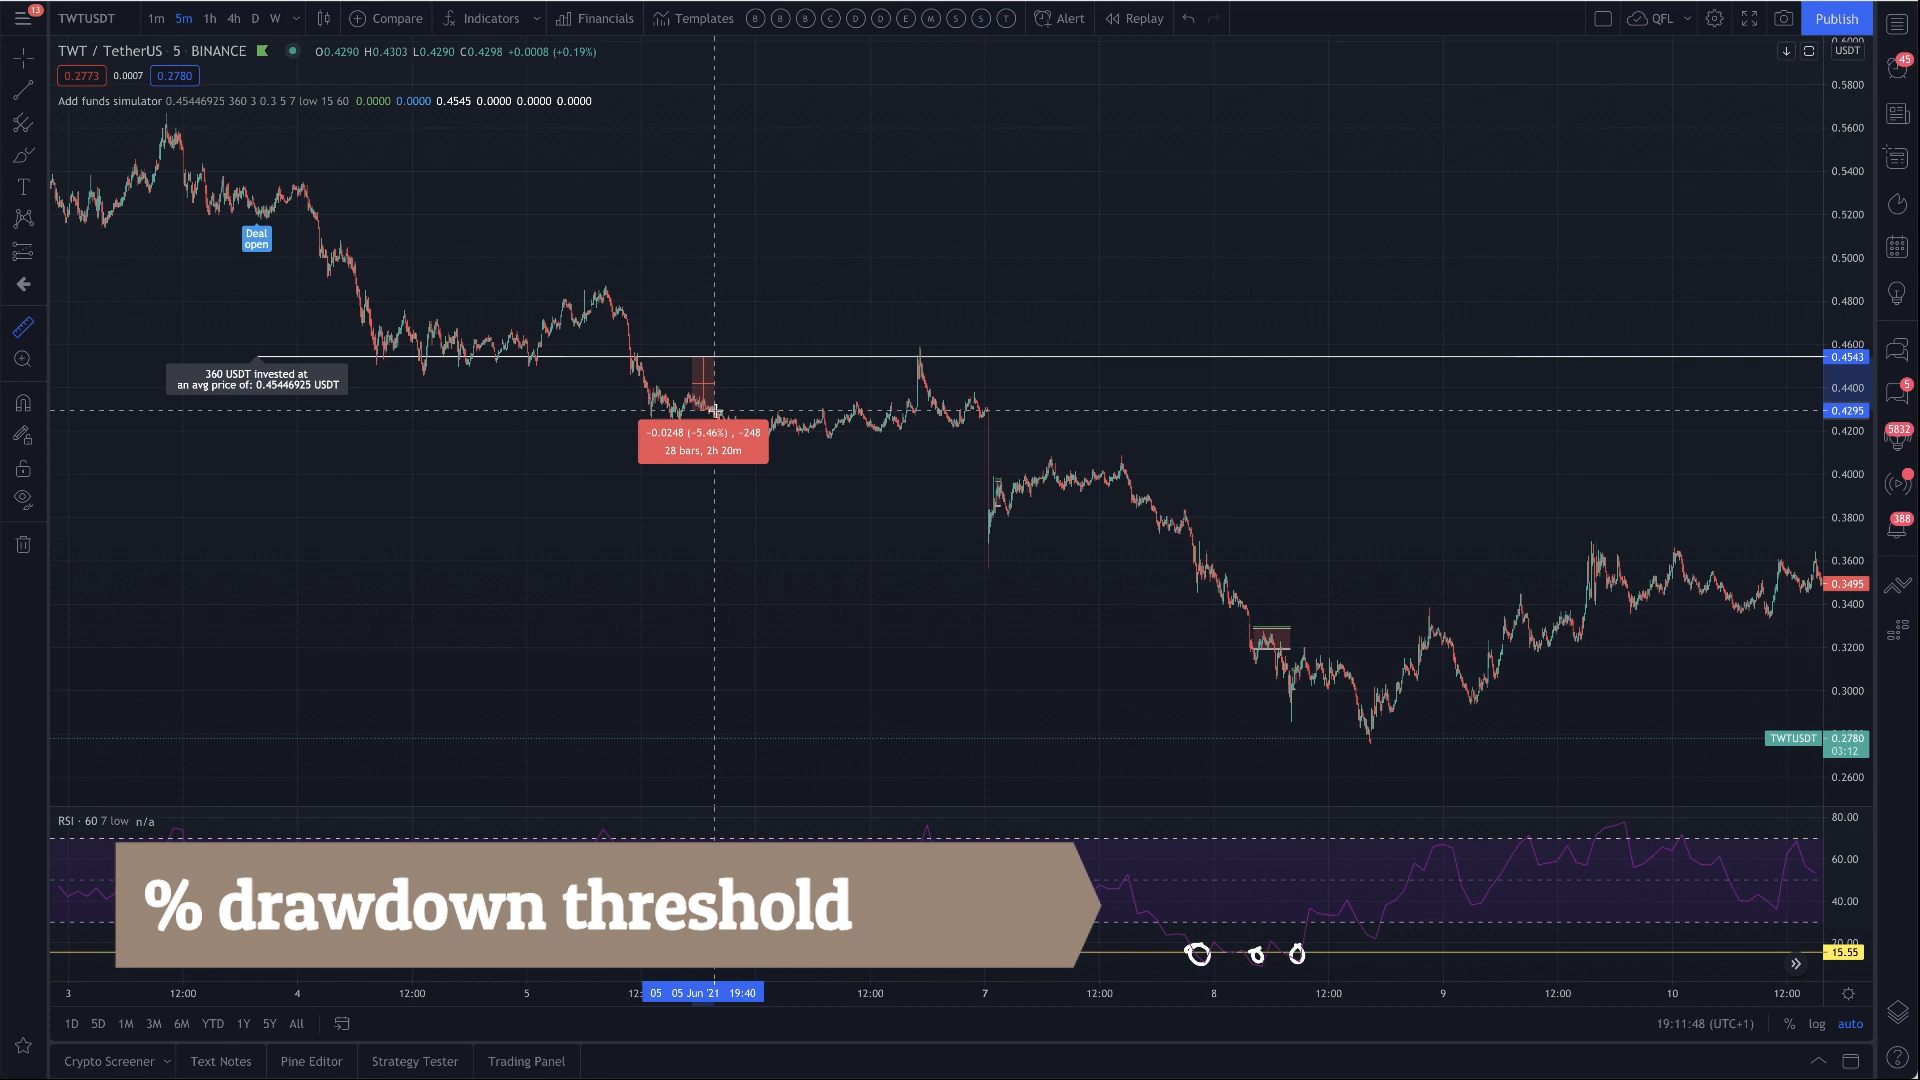 13
TWTUSDT 1m 5m 1h 4h D W Compare Indicators Financials Templates B B B C D D E M S S T Alert Replay QFL Publish
TWT / TetherUS · 5 · BINANCE O0.4290 H0.4303 L0.4290 C0.4298 +0.0008 (+0.19%)
0.2773 0.0007 0.2780
Add funds simulator 0.45446925 360 3 0.3 5 7 low 15 60 0.0000 0.0000 0.4545 0.0000 0.0000 0.0000
USDT
0.5800
0.5600
0.5400
0.5200
0.5000
0.4800
0.4600
0.4543
0.4400
0.4295
0.4200
0.4000
0.3800
0.3600
0.3495
0.3400
0.3200
0.3000
TWTUSDT 0.2780
03:12
0.2600
Deal
open
360 USDT invested at
an avg price of: 0.45446925 USDT
-0.0248 (-5.46%) , -248
28 bars, 2h 20m
45
5
5832
388
RSI · 60 7 low n/a
80.00
60.00
40.00
20.00
15.55
% drawdown threshold
3 12:00 4 12:00 5 12: 05 05 Jun '21 19:40 12:00 7 12:00 8 12:00 9 12:00 10 12:00
1D 5D 1M 3M 6M YTD 1Y 5Y All 19:11:48 (UTC+1) % log auto
Crypto Screener Text Notes Pine Editor Strategy Tester Trading Panel